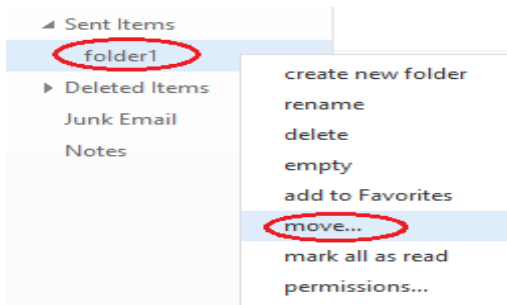 Sent Items
folder1
Deleted Items
Junk Email
Notes
create new folder
rename
delete
empty
add to Favorites
move...
mark all as read
permissions...